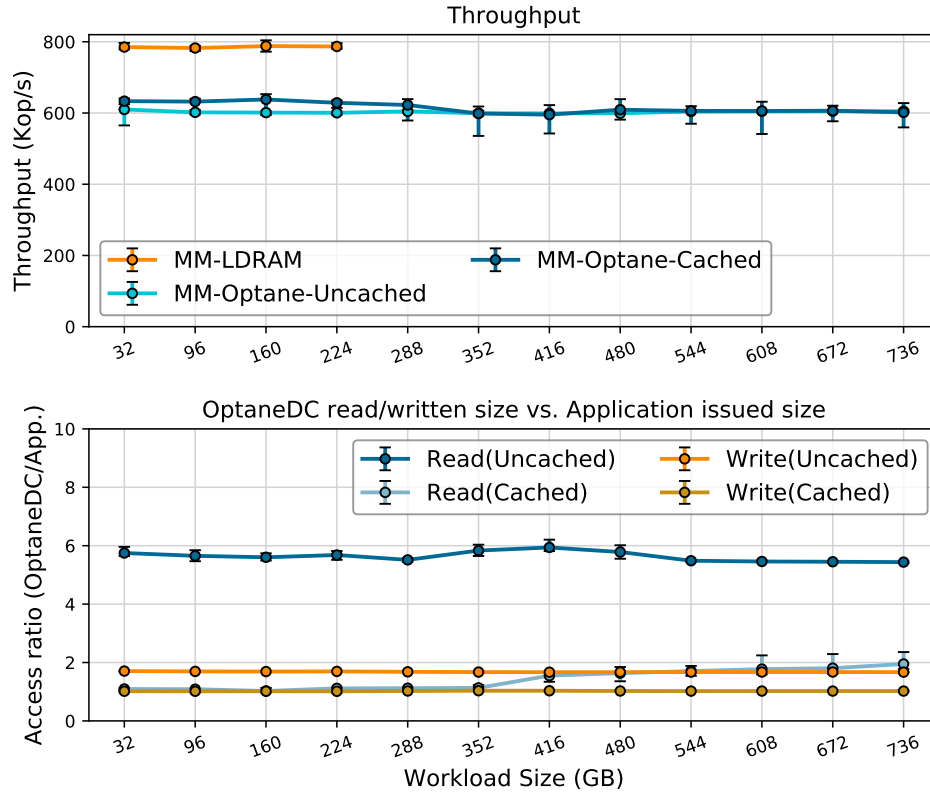 Throughput
Throughput (Kop/s)
800
600
400
200
0
MM-LDRAM
MM-Optane-Cached
MM-Optane-Uncached
32 96 160 224 288 352 416 480 544 608 672 736
OptaneDC read/written size vs. Application issued size
Access ratio (OptaneDC/App.)
10
8
6
4
2
0
Read(Uncached)
Write(Uncached)
Read(Cached)
Write(Cached)
32 96 160 224 288 352 416 480 544 608 672 736
Workload Size (GB)